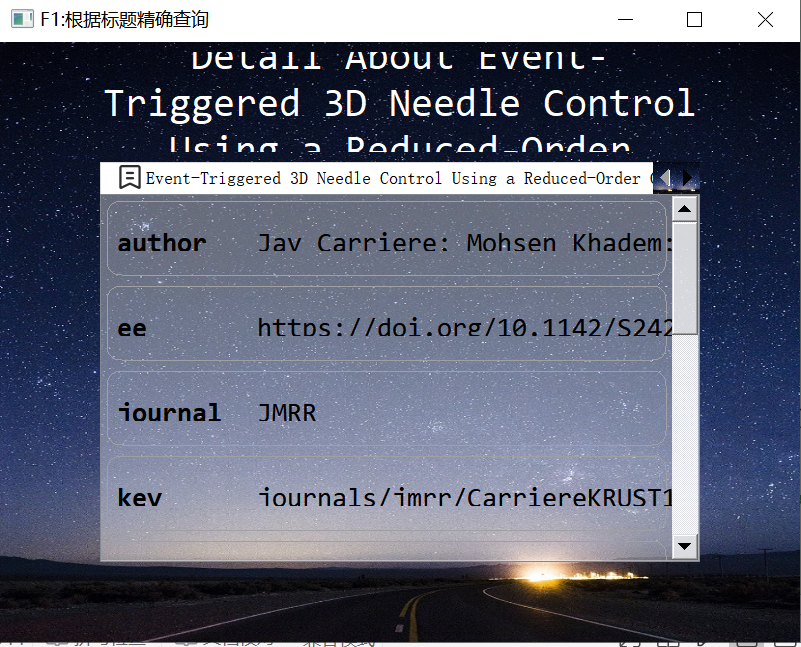 F1:根据标题精确查询
Detail About Event-
Triggered 3D Needle Control
Using a Reduced-Order
Event-Triggered 3D Needle Control Using a Reduced-Order
author Jay Carriere: Mohsen Khadem:
ee https://doi.org/10.1142/S242
journal JMRR
key journals/jmrr/CarriereKRUST1